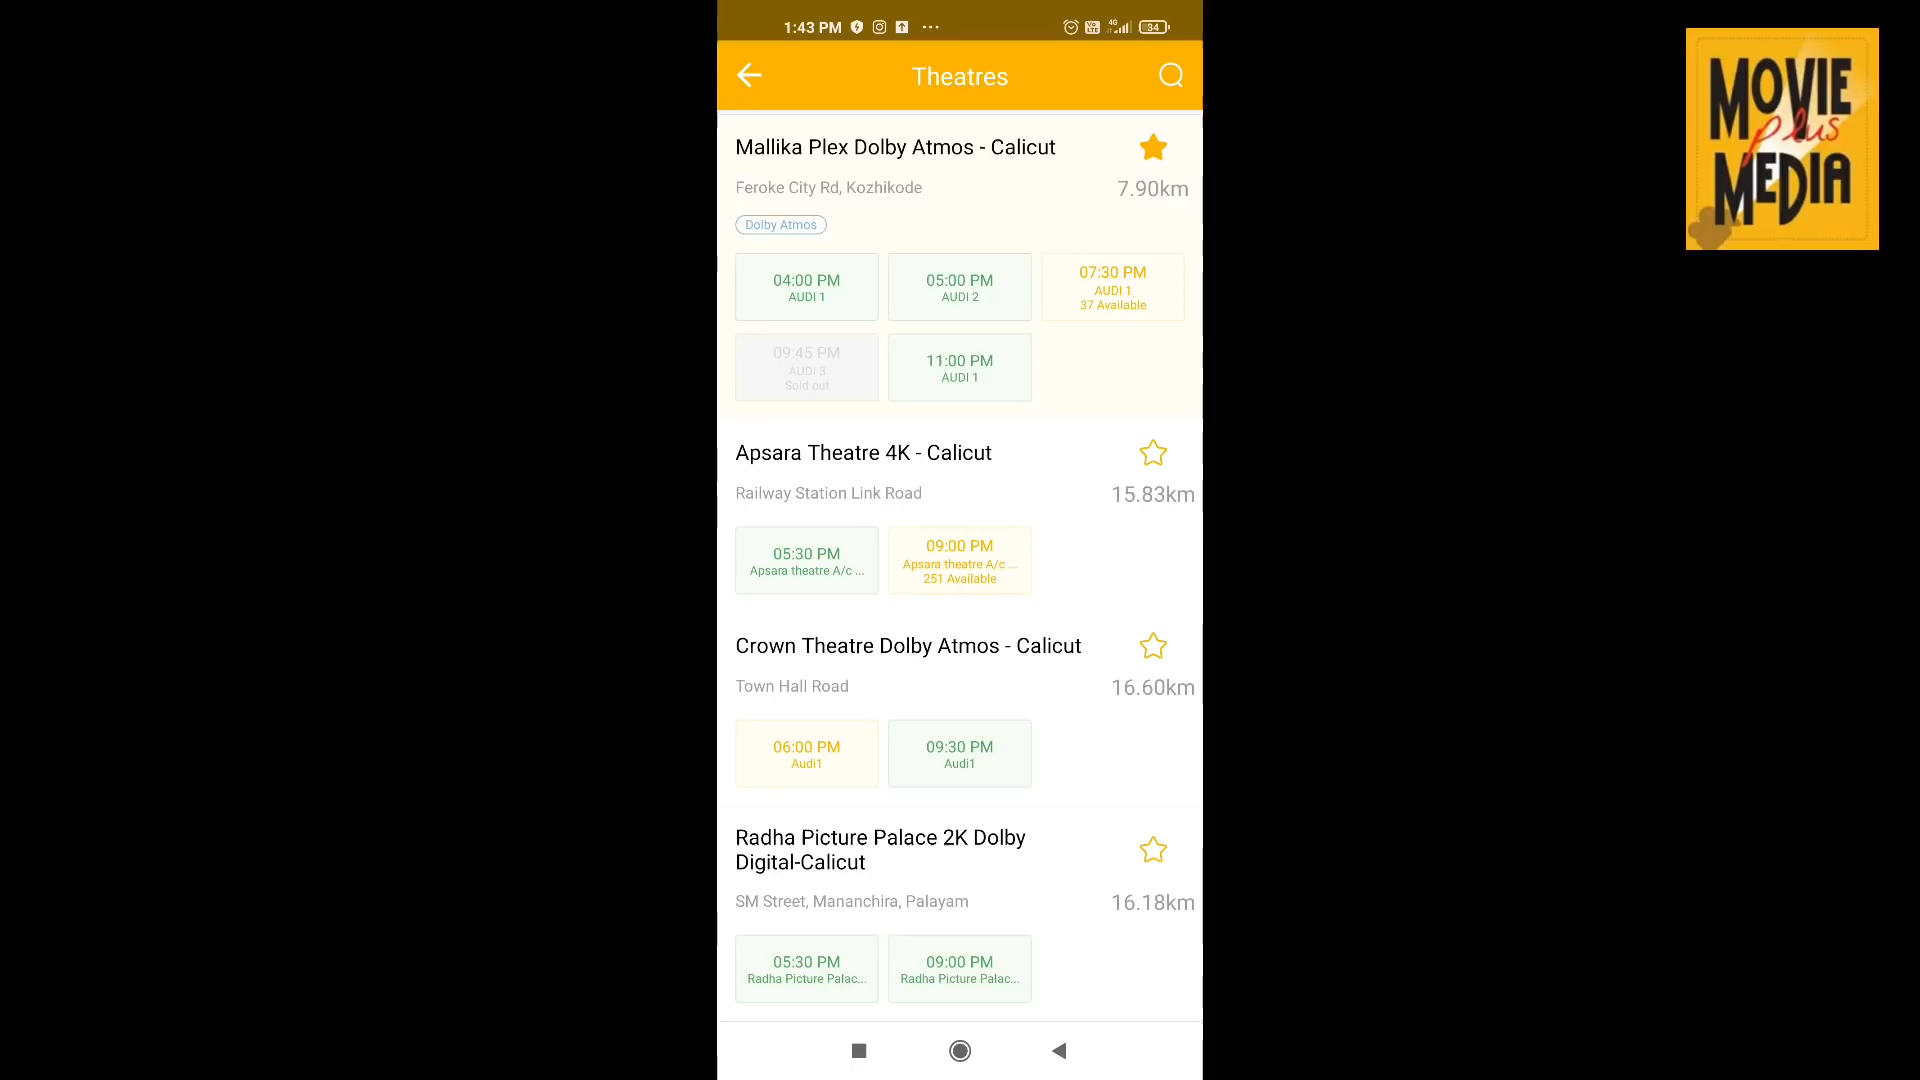 1:43 PM
4G
Vo
LTE
34
Theatres
MOVIE
plus
MEDIA
Mallika Plex Dolby Atmos - Calicut
Feroke City Rd, Kozhikode
7.90km
Dolby Atmos
04:00 PM
AUDI 1
05:00 PM
AUDI 2
07:30 PM
AUDI 1
37 Available
09:45 PM
AUDI 3
Sold out
11:00 PM
AUDI 1
Apsara Theatre 4K - Calicut
Railway Station Link Road
15.83km
05:30 PM
Apsara theatre A/c ...
09:00 PM
Apsara theatre A/c ...
251 Available
Crown Theatre Dolby Atmos - Calicut
Town Hall Road
16.60km
06:00 PM
Audi1
09:30 PM
Audi1
Radha Picture Palace 2K Dolby
Digital-Calicut
SM Street, Mananchira, Palayam
16.18km
05:30 PM
Radha Picture Palac...
09:00 PM
Radha Picture Palac...